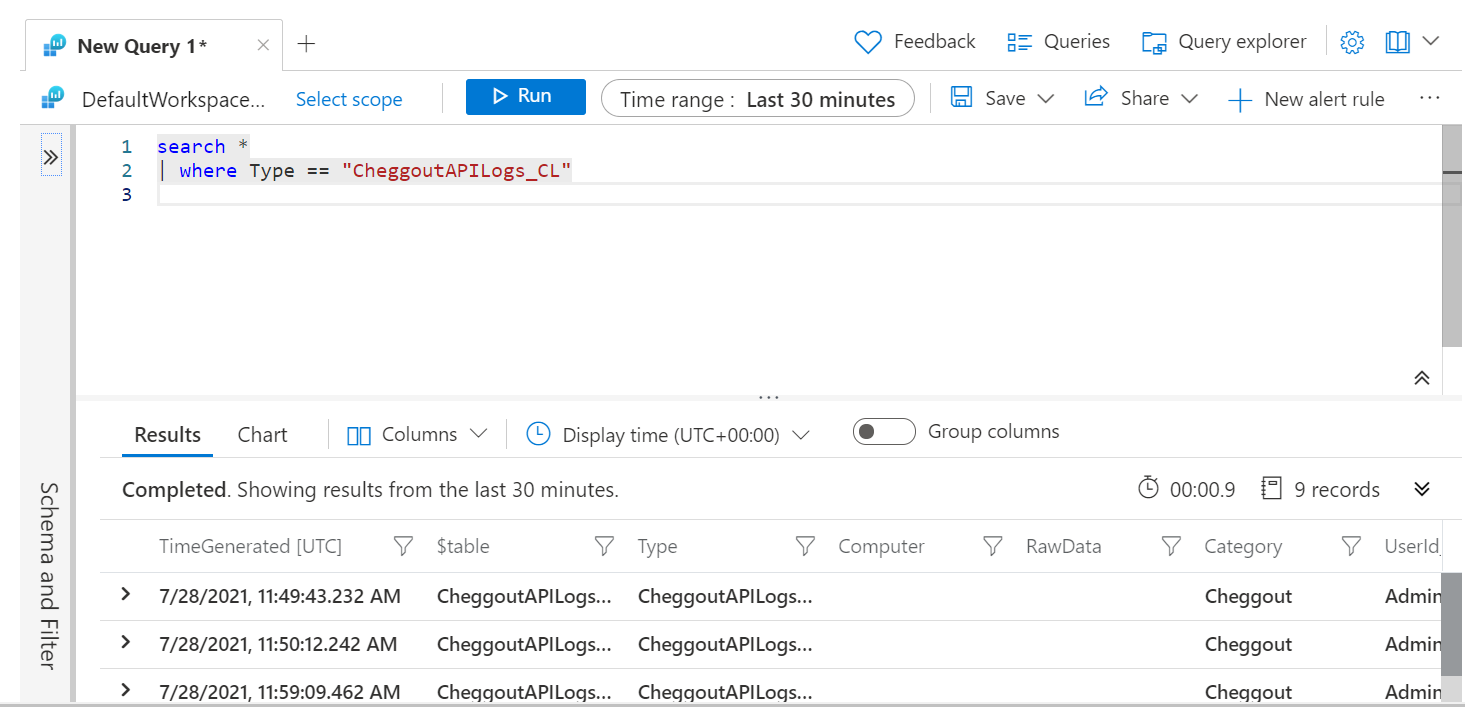 New Query 1*
Feedback Queries Query explorer
DefaultWorkspace... Select scope Run Time range : Last 30 minutes Save Share New alert rule ...
1 search *
2 | where Type == "CheggoutAPILogs_CL"
3
Schema and Filter
Results Chart Columns Display time (UTC+00:00) Group columns
Completed. Showing results from the last 30 minutes. 00:00.9 9 records
TimeGenerated [UTC] $table Type Computer RawData Category UserId_
7/28/2021, 11:49:43.232 AM CheggoutAPILogs... CheggoutAPILogs... Cheggout Admin
7/28/2021, 11:50:12.242 AM CheggoutAPILogs... CheggoutAPILogs... Cheggout Admin
7/28/2021, 11:59:09.462 AM CheggoutAPILogs... CheggoutAPILogs... Cheggout Admin